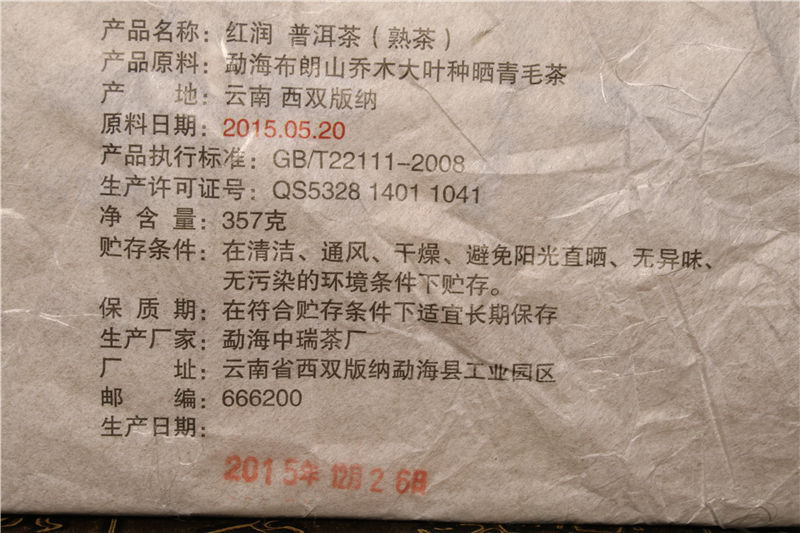 产品名称：红润 普洱茶（熟茶）
产品原料：勐海布朗山乔木大叶种晒青毛茶
产　地：云南 西双版纳
原料日期：2015.05.20
产品执行标准：GB/T22111-2008
生产许可证号：QS5328 1401 1041
净 含 量：357克
贮存条件：在清洁、通风、干燥、避免阳光直晒、无异味、
无污染的环境条件下贮存。
保 质 期：在符合贮存条件下适宜长期保存
生产厂家：勐海中瑞茶厂
厂　址：云南省西双版纳勐海县工业园区
邮　编：666200
生产日期：
2015年 12月 26日